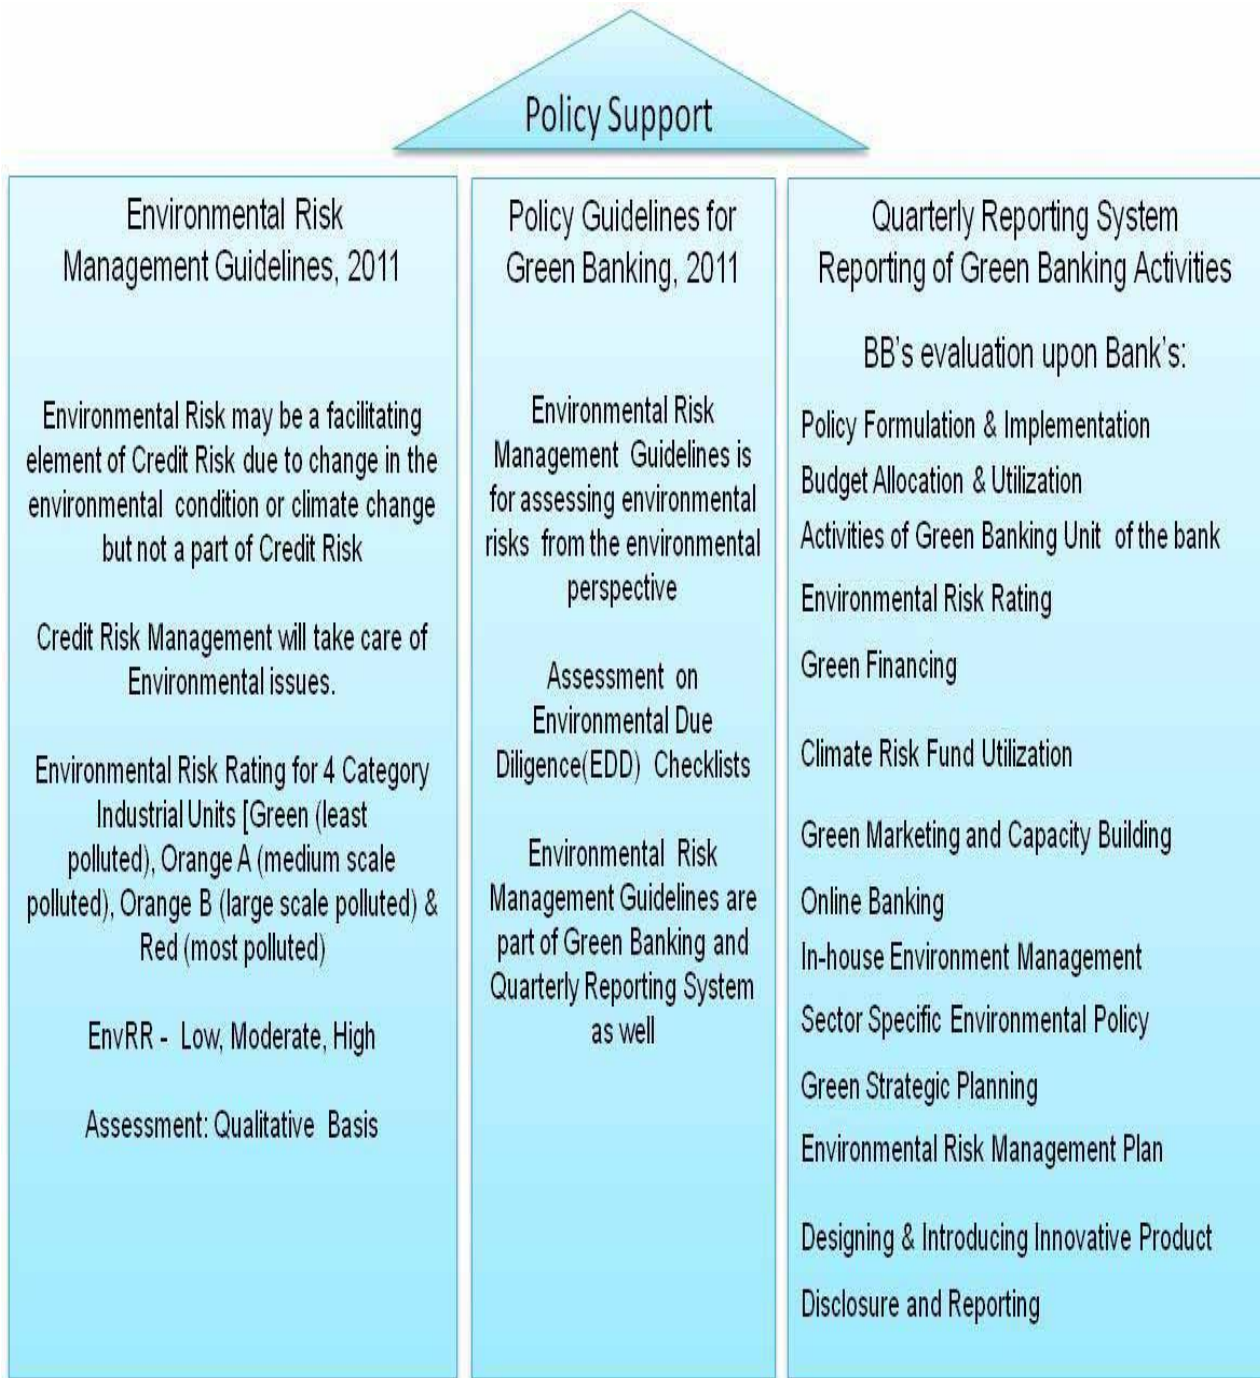 Policy Support
Environmental Risk
Management Guidelines, 2011
Environmental Risk may be a facilitating
element of Credit Risk due to change in the
environmental condition or climate change
but not a part of Credit Risk
Credit Risk Management will take care of
Environmental issues.
Environmental Risk Rating for 4 Category
Industrial Units [Green (least
polluted), Orange A (medium scale
polluted), Orange B (large scale polluted) &
Red (most polluted)
EnvRR - Low, Moderate, High
Assessment: Qualitative Basis
Policy Guidelines for
Green Banking, 2011
Environmental Risk
Management Guidelines is
for assessing environmental
risks from the environmental
perspective
Assessment on
Environmental Due
Diligence(EDD) Checklists
Environmental Risk
Management Guidelines are
part of Green Banking and
Quarterly Reporting System
as well
Quarterly Reporting System
Reporting of Green Banking Activities
BB's evaluation upon Bank's:
Policy Formulation & Implementation
Budget Allocation & Utilization
Activities of Green Banking Unit of the bank
Environmental Risk Rating
Green Financing
Climate Risk Fund Utilization
Green Marketing and Capacity Building
Online Banking
In-house Environment Management
Sector Specific Environmental Policy
Green Strategic Planning
Environmental Risk Management Plan
Designing & Introducing Innovative Product
Disclosure and Reporting